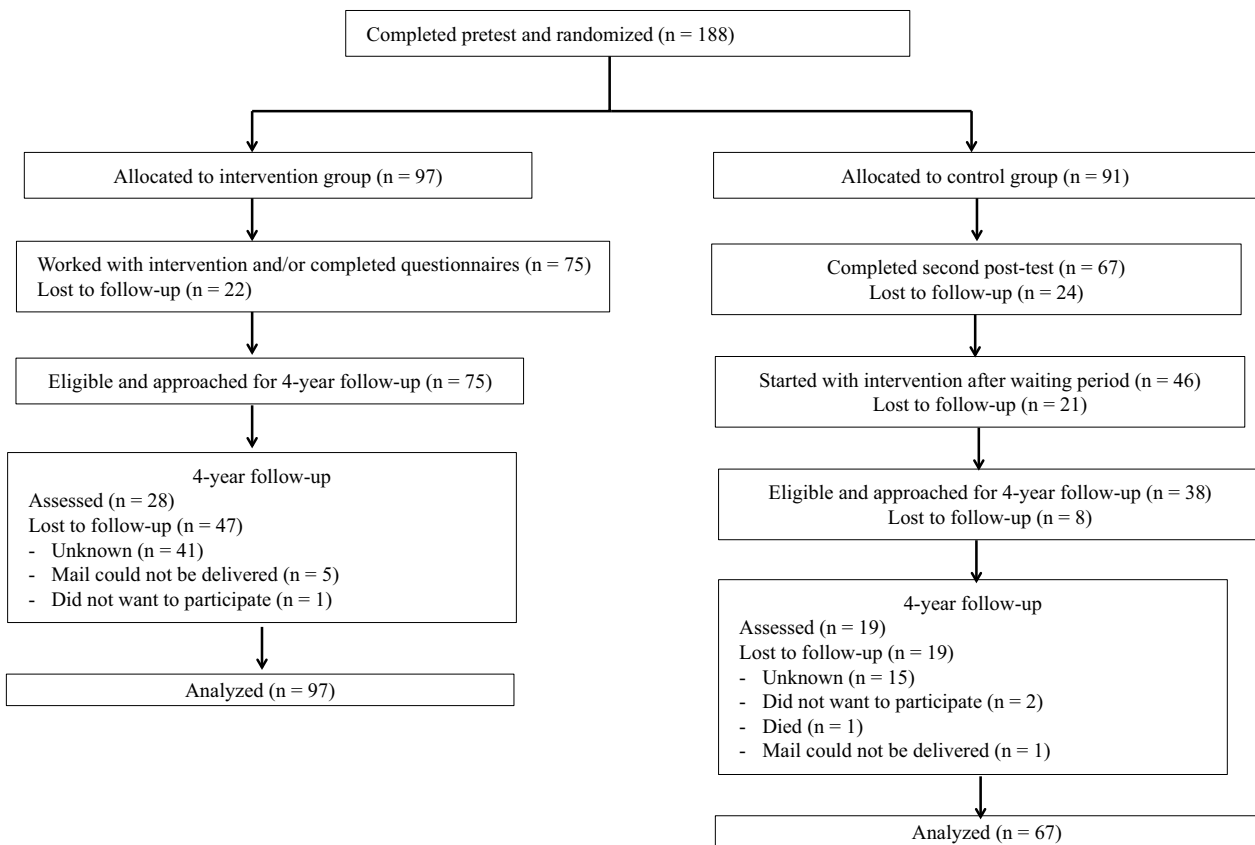 Completed pretest and randomized (n = 188)
Allocated to intervention group (n = 97)
Worked with intervention and/or completed questionnaires (n = 75)
Lost to follow-up (n = 22)
Eligible and approached for 4-year follow-up (n = 75)
4-year follow-up
Assessed (n = 28)
Lost to follow-up (n = 47)
- Unknown (n = 41)
- Mail could not be delivered (n = 5)
- Did not want to participate (n = 1)
Analyzed (n = 97)
Allocated to control group (n = 91)
Completed second post-test (n = 67)
Lost to follow-up (n = 24)
Started with intervention after waiting period (n = 46)
Lost to follow-up (n = 21)
Eligible and approached for 4-year follow-up (n = 38)
Lost to follow-up (n = 8)
4-year follow-up
Assessed (n = 19)
Lost to follow-up (n = 19)
- Unknown (n = 15)
- Did not want to participate (n = 2)
- Died (n = 1)
- Mail could not be delivered (n = 1)
Analyzed (n = 67)